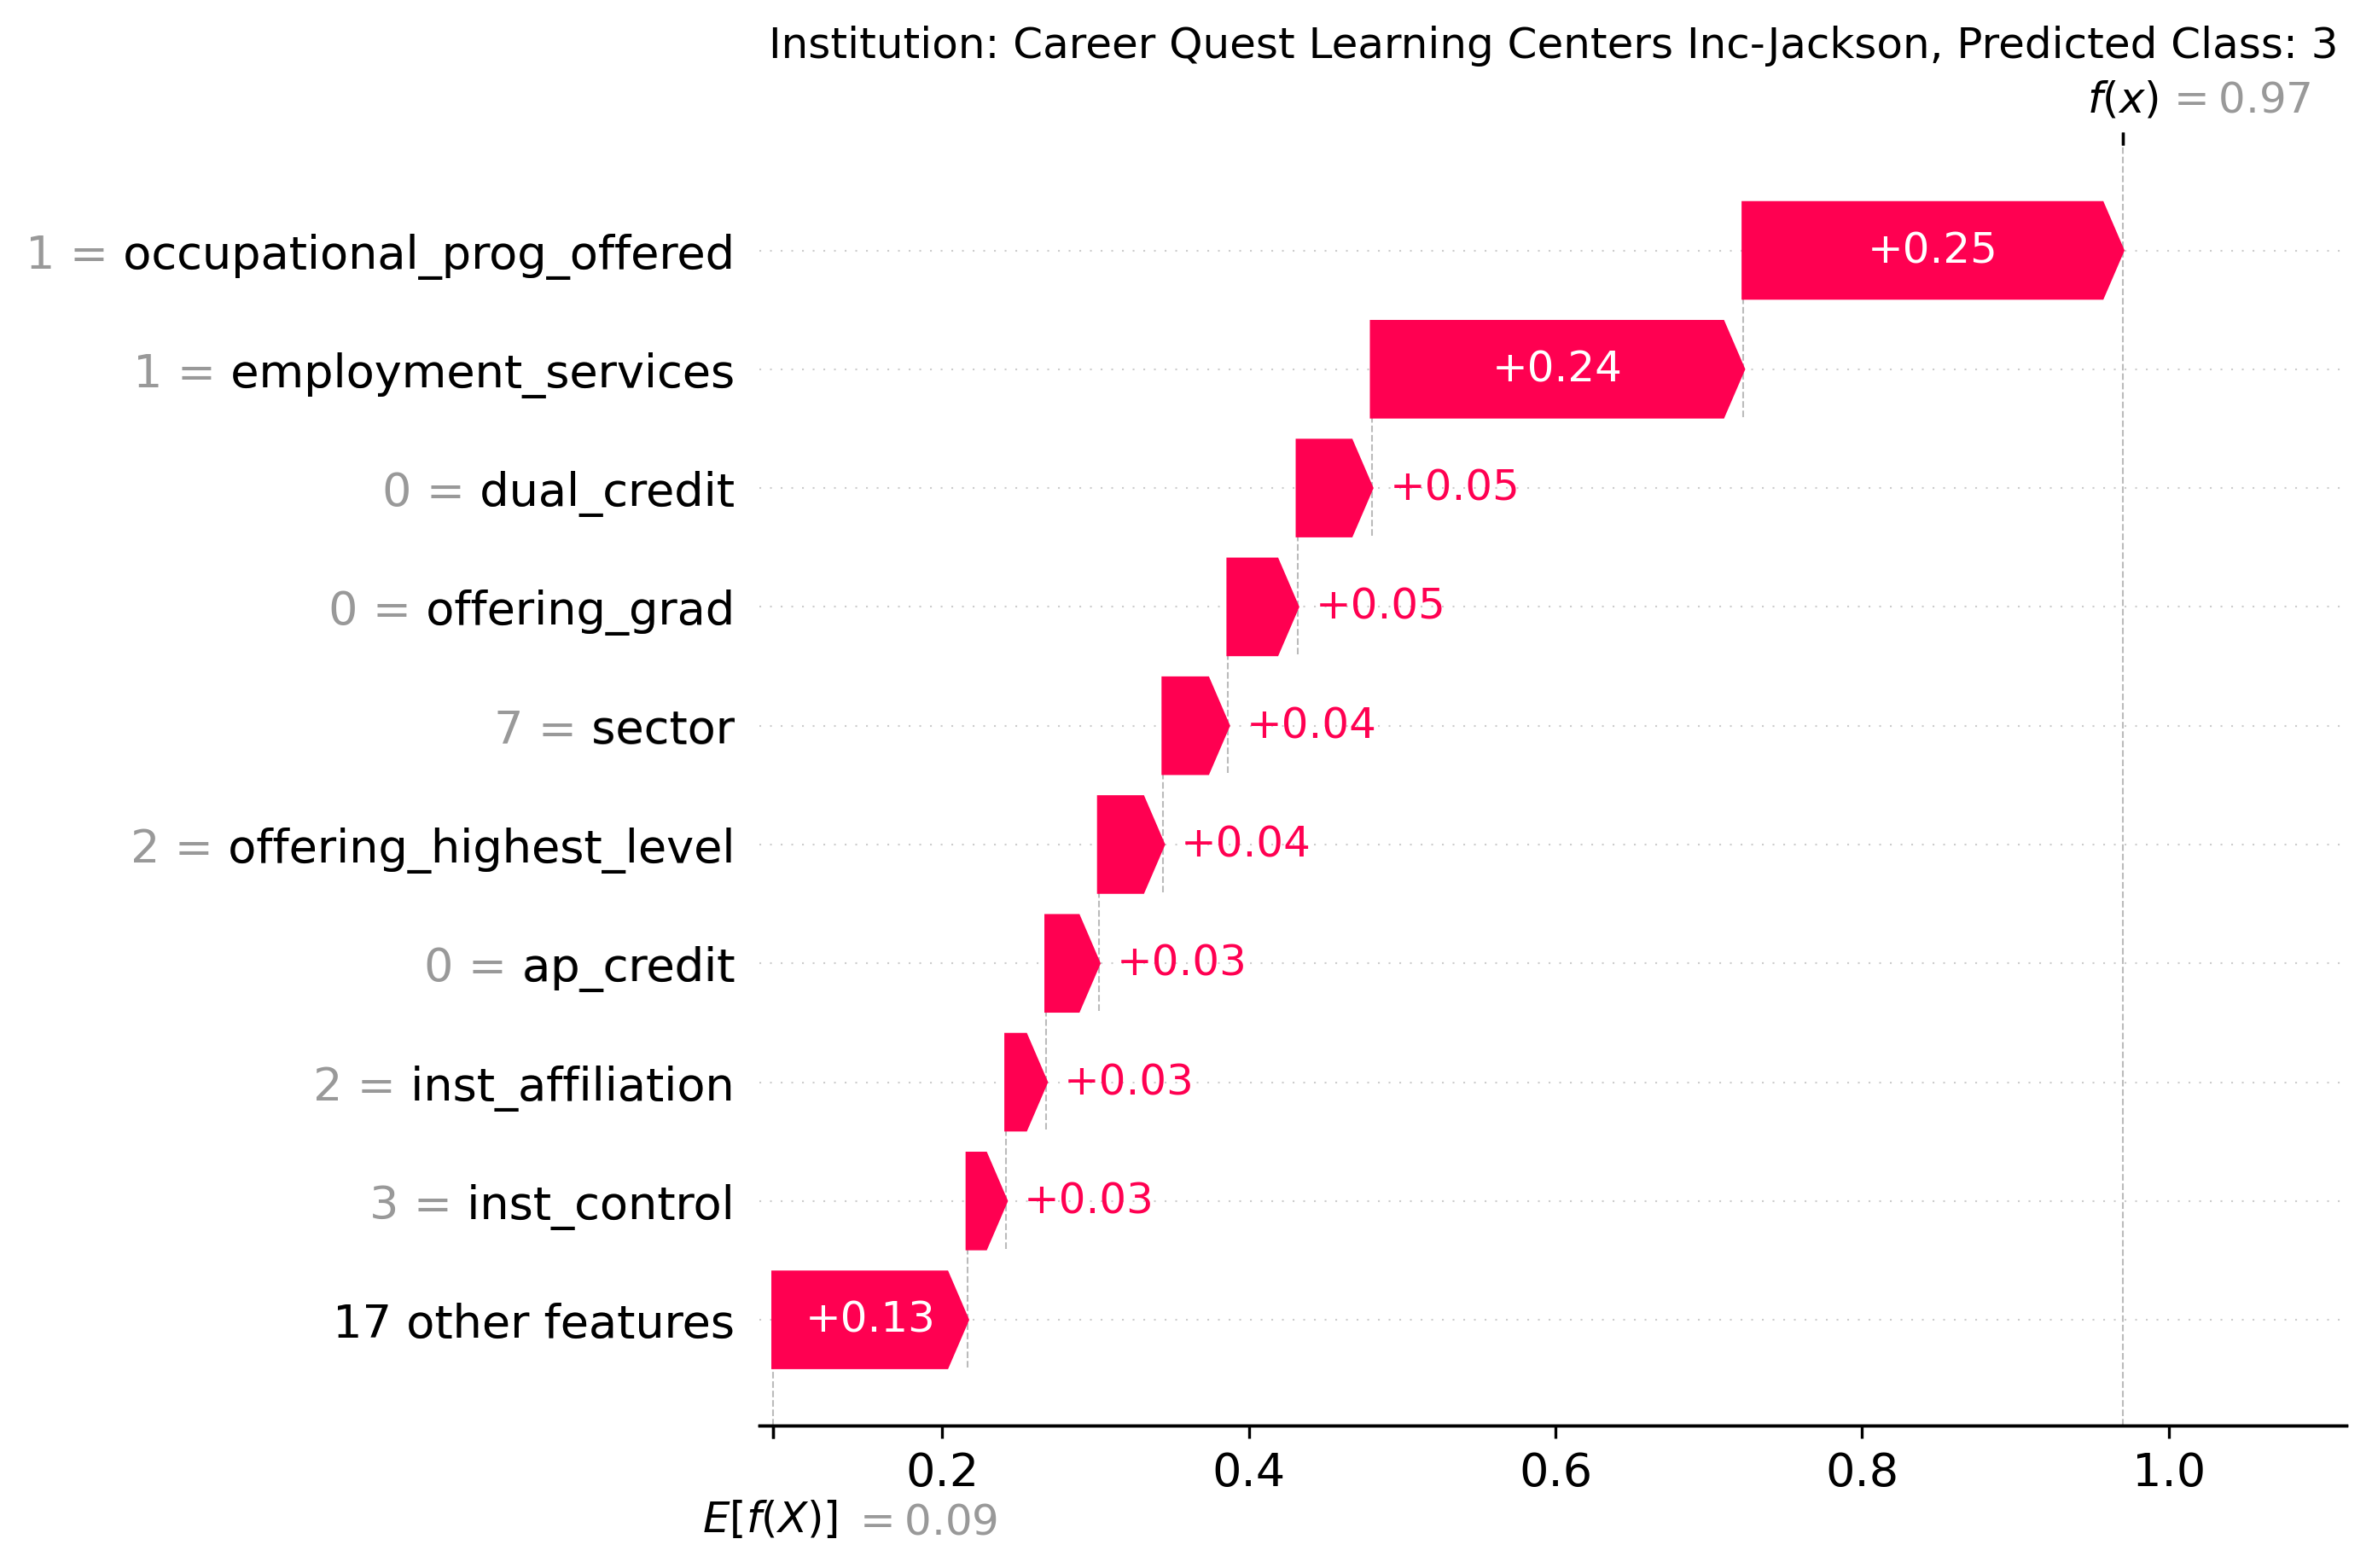 Institution: Career Quest Learning Centers Inc-Jackson, Predicted Class: 3
f(x) = 0.97
1 = occupational_prog_offered +0.25
1 = employment_services +0.24
0 = dual_credit +0.05
0 = offering_grad +0.05
7 = sector +0.04
2 = offering_highest_level +0.04
0 = ap_credit +0.03
2 = inst_affiliation +0.03
3 = inst_control +0.03
17 other features +0.13
0.2 0.4 0.6 0.8 1.0
E[f(X)] = 0.09